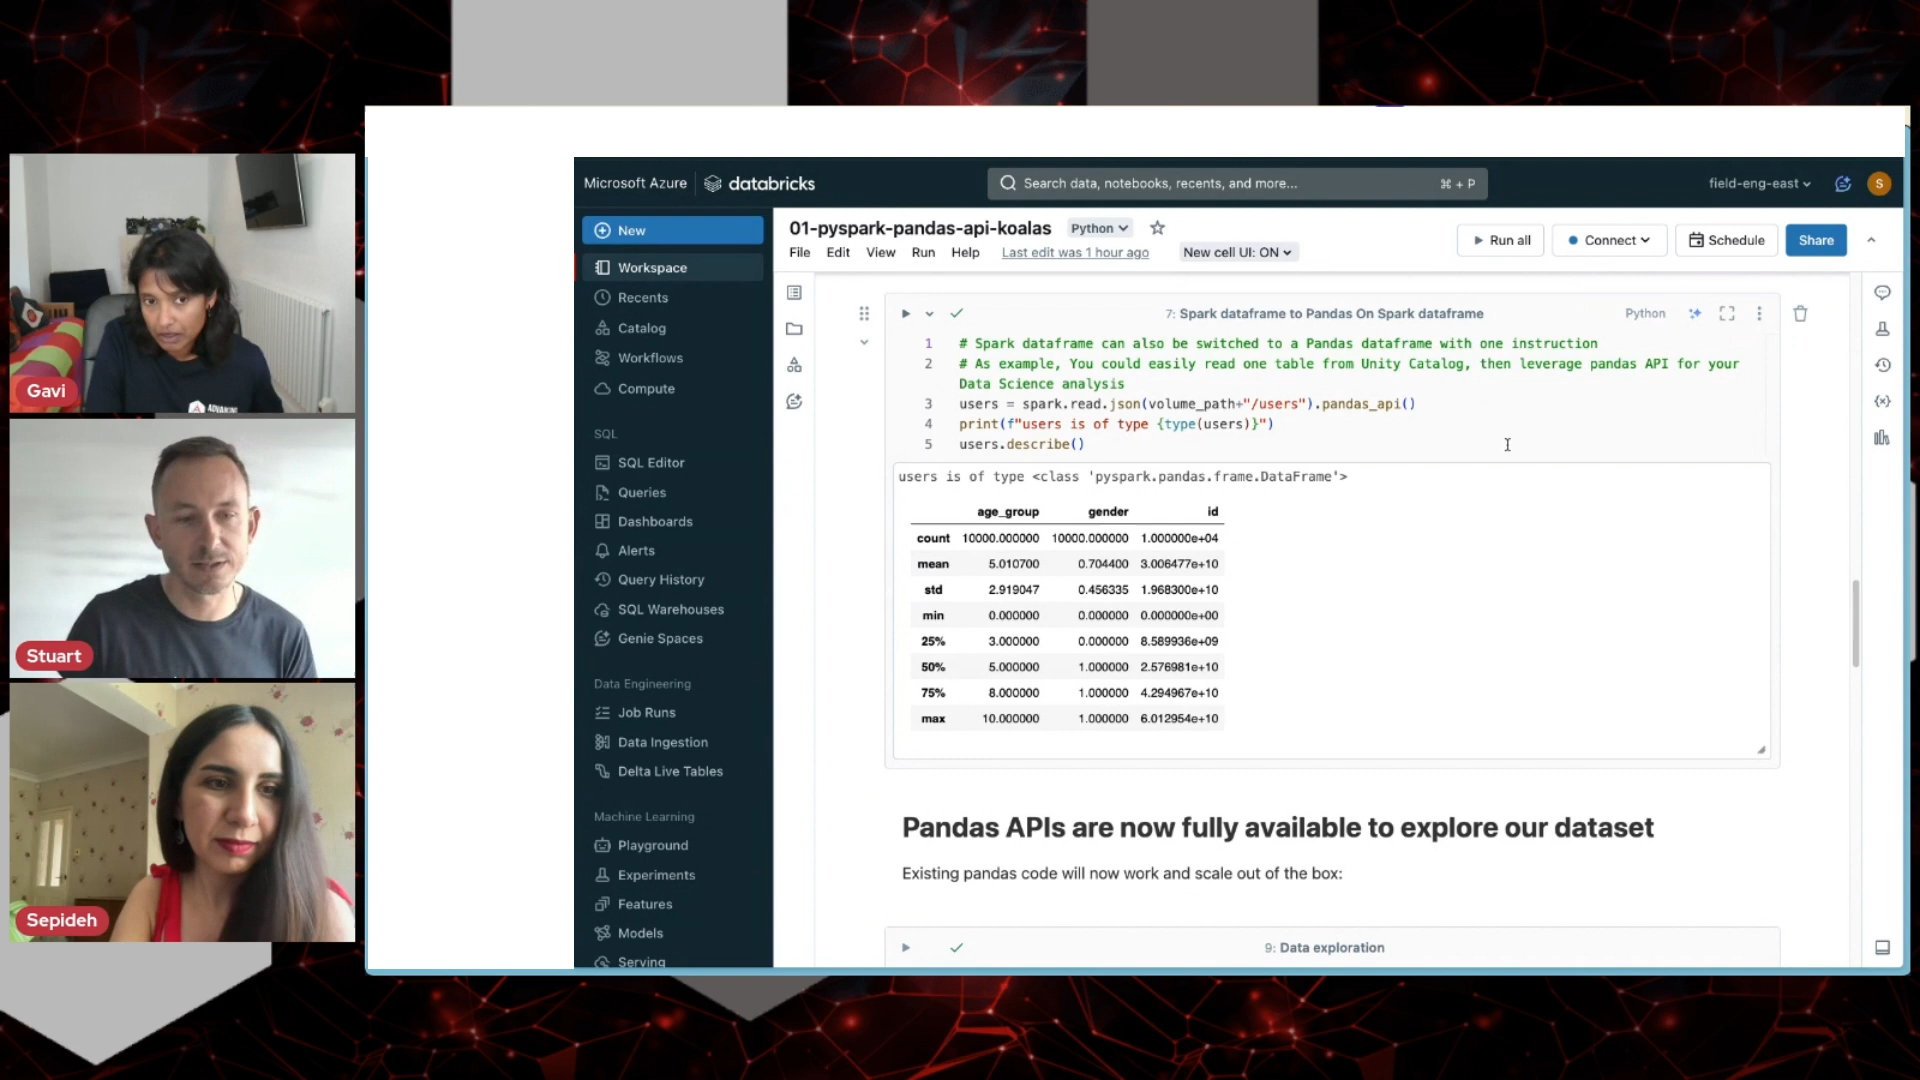 Gavi
ADVANCING
Stuart
Sepideh
Microsoft Azure
databricks
Search data, notebooks, recents, and more...
⌘ + P
field-eng-east
S
New
Workspace
Recents
Catalog
Workflows
Compute
SQL
SQL Editor
Queries
Dashboards
Alerts
Query History
SQL Warehouses
Genie Spaces
Data Engineering
Job Runs
Data Ingestion
Delta Live Tables
Machine Learning
Playground
Experiments
Features
Models
Serving
01-pyspark-pandas-api-koalas
Python
File Edit View Run Help Last edit was 1 hour ago New cell UI: ON
Run all
Connect
Schedule
Share
7: Spark dataframe to Pandas On Spark dataframe
Python
1 # Spark dataframe can also be switched to a Pandas dataframe with one instruction
2 # As example, You could easily read one table from Unity Catalog, then leverage pandas API for your
Data Science analysis
3 users = spark.read.json(volume_path+"/users").pandas_api()
4 print(f"users is of type {type(users)}")
5 users.describe()
users is of type <class 'pyspark.pandas.frame.DataFrame'>
age_group gender id
count 10000.000000 10000.000000 1.000000e+04
mean 5.010700 0.704400 3.006477e+10
std 2.919047 0.456335 1.968300e+10
min 0.000000 0.000000 0.000000e+00
25% 3.000000 0.000000 8.589936e+09
50% 5.000000 1.000000 2.576981e+10
75% 8.000000 1.000000 4.294967e+10
max 10.000000 1.000000 6.012954e+10
Pandas APIs are now fully available to explore our dataset
Existing pandas code will now work and scale out of the box:
9: Data exploration